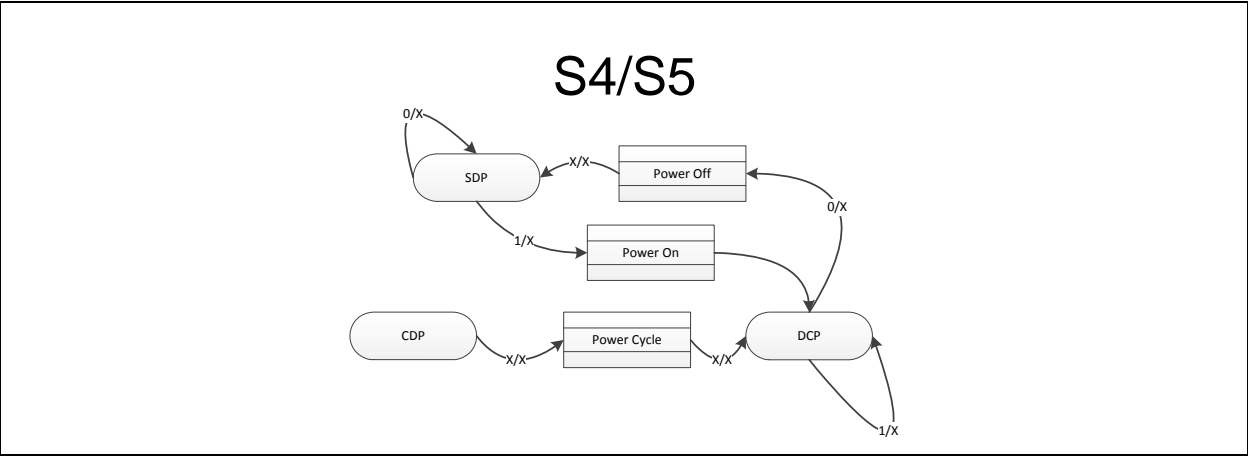 S4/S5
0/X
SDP
X/X
Power Off
0/X
1/X
Power On
CDP
X/X
Power Cycle
X/X
DCP
1/X